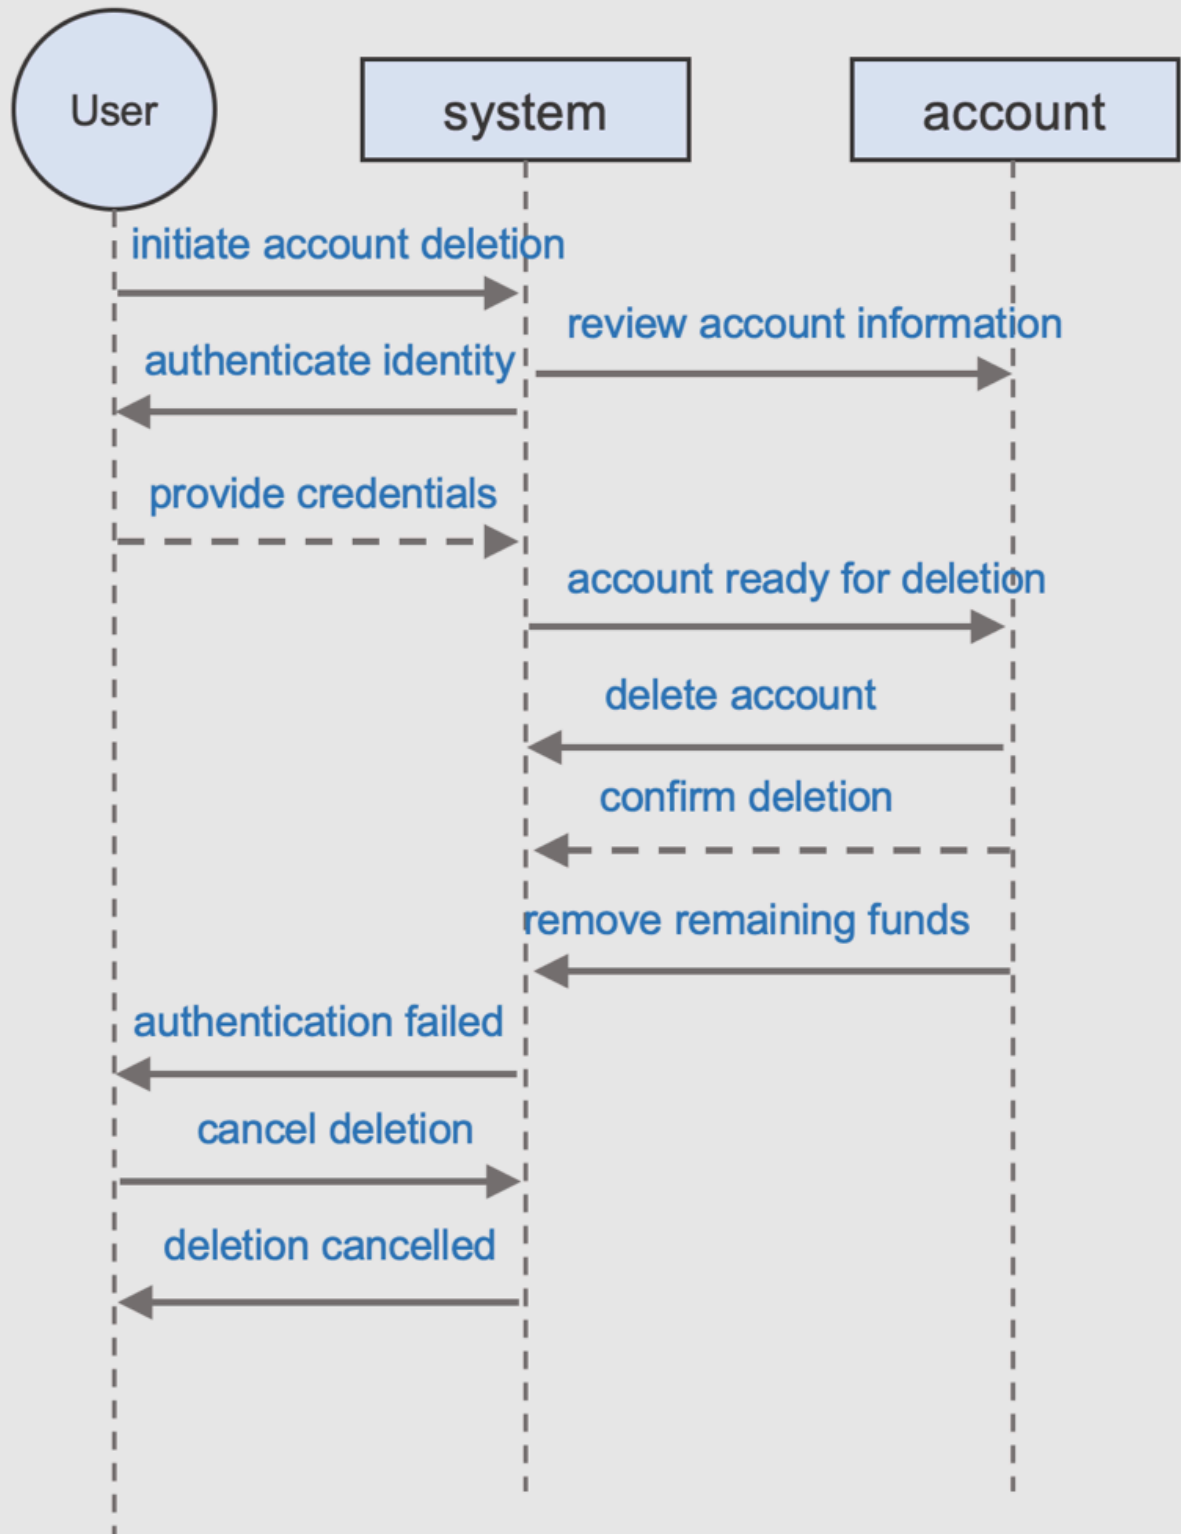 User
system
account
initiate account deletion
review account information
authenticate identity
provide credentials
account ready for deletion
delete account
confirm deletion
remove remaining funds
authentication failed
cancel deletion
deletion cancelled